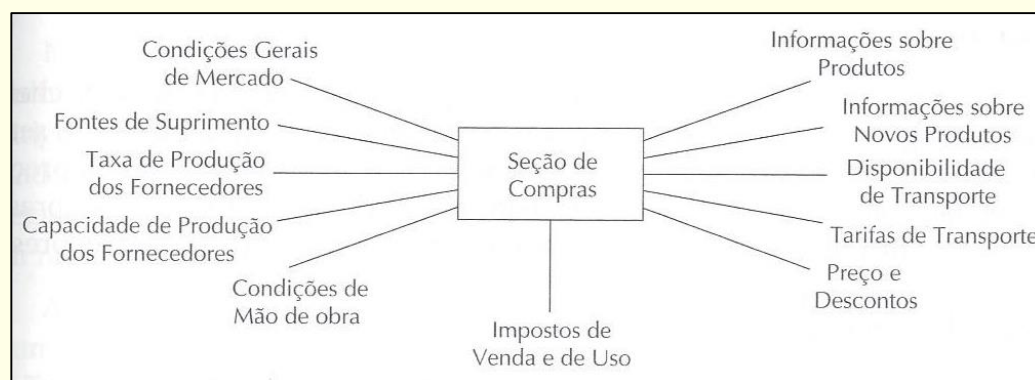 Condições Gerais
de Mercado
Fontes de Suprimento
Taxa de Produção
dos Fornecedores
Capacidade de Produção
dos Fornecedores
Condições de
Mão de obra
Seção de
Compras
Impostos de
Venda e de Uso
Informações sobre
Produtos
Informações sobre
Novos Produtos
Disponibilidade
de Transporte
Tarifas de Transporte
Preço e
Descontos